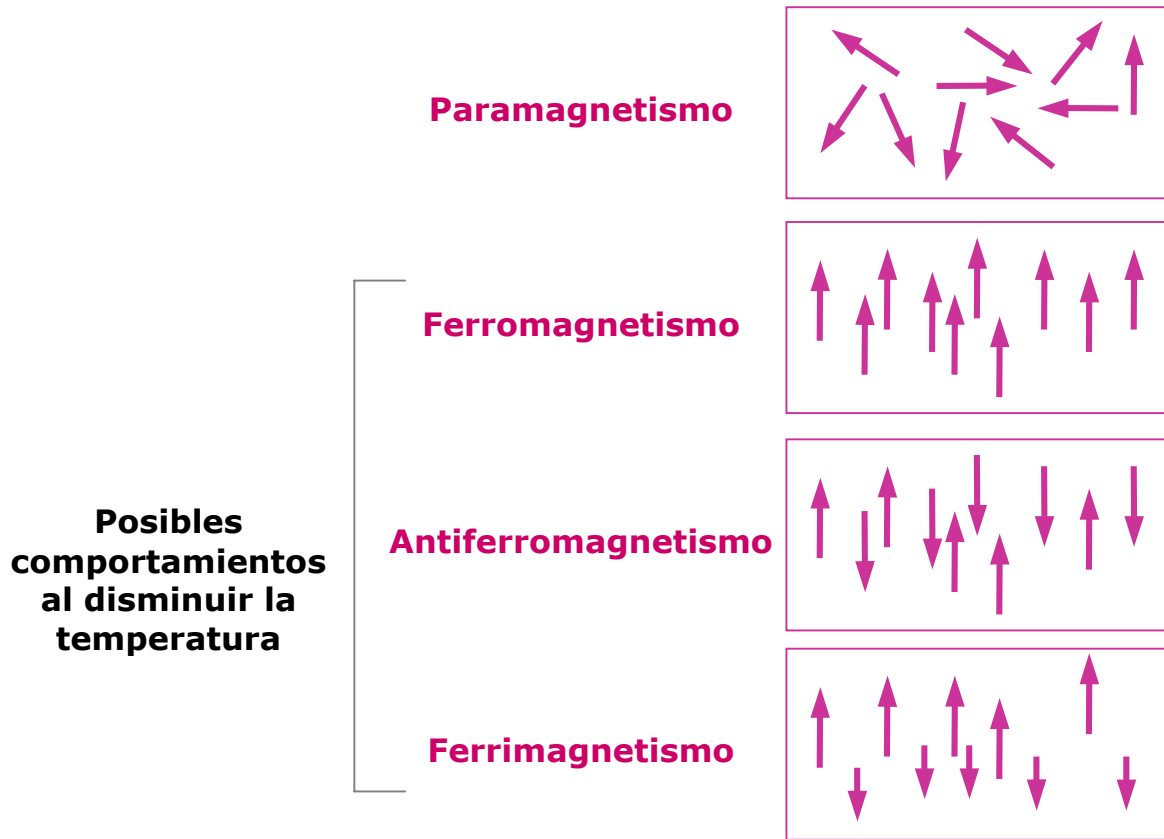 Paramagnetismo
Ferromagnetismo
Posibles
comportamientos
al disminuir la
temperatura
Antiferromagnetismo
Ferrimagnetismo